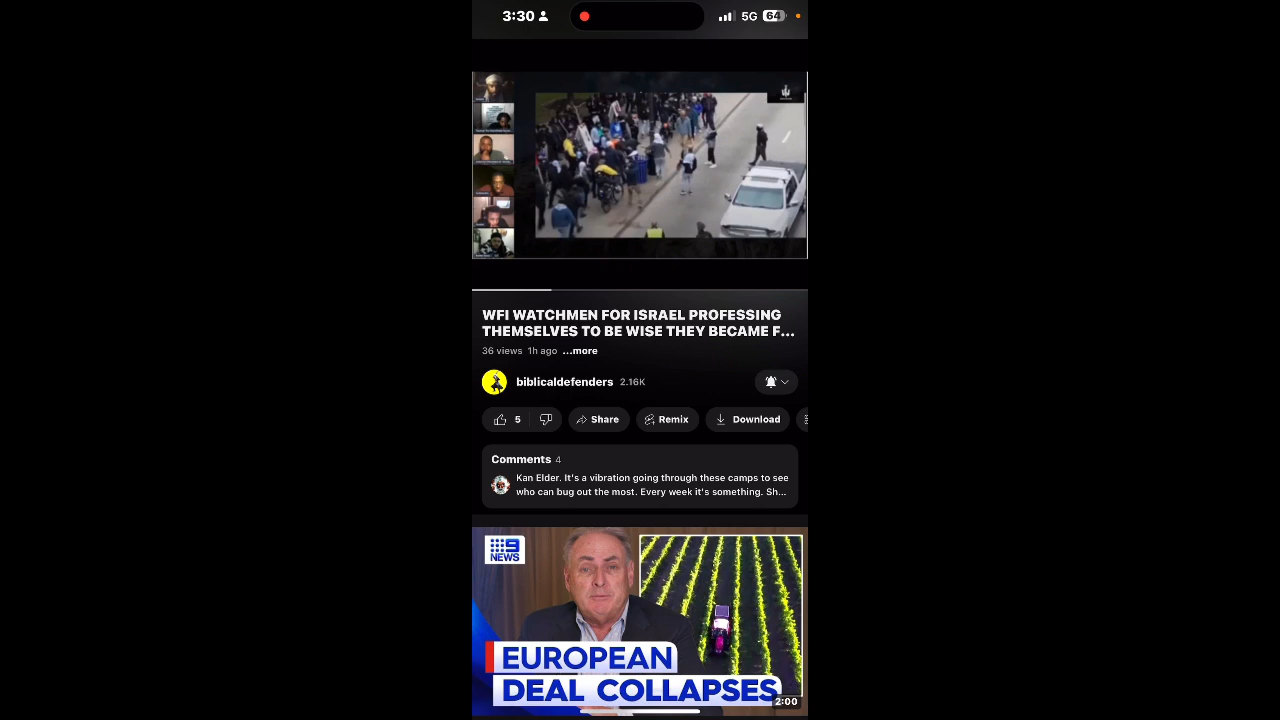 3:30
5G
64
WFI WATCHMEN FOR ISRAEL PROFESSING
THEMSELVES TO BE WISE THEY BECAME F...
36 views 1h ago ...more
biblicaldefenders 2.16K
5
Share
Remix
Download
Comments 4
Kan Elder. It's a vibration going through these camps to see
who can bug out the most. Every week it's something. Sh...
9
NEWS
EUROPEAN
DEAL COLLAPSES
2:00